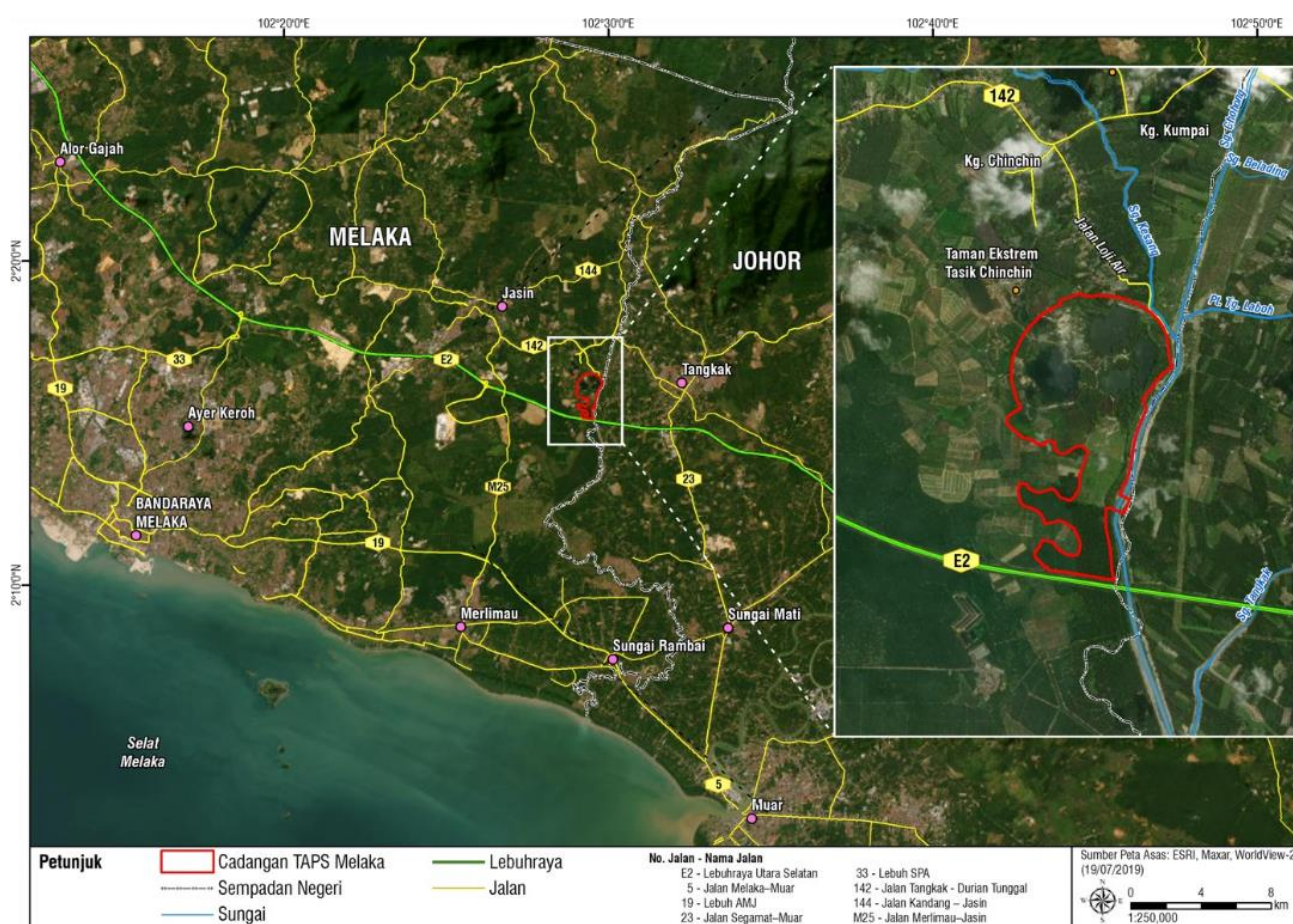 102°20'0"E
102°30'0"E
102°40'0"E
102°50'0"E
2°20'0"N
2°10'0"N
Alor Gajah
MELAKA
JOHOR
144
Jasin
142
E2
33
19
Tangkak
Ayer Keroh
M25
23
BANDARAYA
MELAKA
19
Merlimau
Sungai Mati
Sungai Rambai
Selat
Melaka
5
Muar
142
Kg. Kumpai
Kg. Chinchin
Sg. Chohong
Sg. Belading
Sg. Kesang
Jalan Loji Air
Taman Ekstrem
Tasik Chinchin
Pt. Tg. Labuh
E2
Sg. Tangkak
Petunjuk
Cadangan TAPS Melaka
Sempadan Negeri
Sungai
Lebuhraya
Jalan
No. Jalan - Nama Jalan
E2 - Lebuhraya Utara Selatan
5 - Jalan Melaka–Muar
19 - Lebuh AMJ
23 - Jalan Segamat–Muar
33 - Lebuh SPA
142 - Jalan Tangkak - Durian Tunggal
144 - Jalan Kandang – Jasin
M25 - Jalan Merlimau–Jasin
Sumber Peta Asas: ESRI, Maxar, WorldView-2
(19/07/2019)
N
E
S
W
0 4 8
km
1:250,000